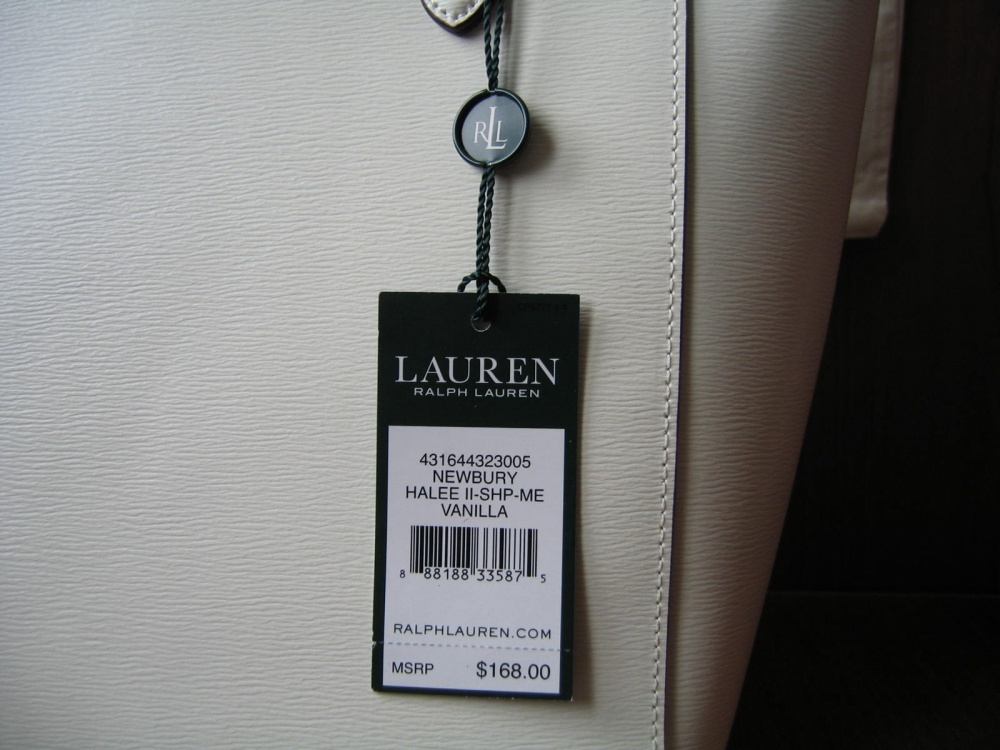 RLL
LAUREN
RALPH LAUREN
431644323005
NEWBURY
HALEE II-SHP-ME
VANILLA
8 88188 33587 5
RALPHLAUREN.COM
MSRP $168.00